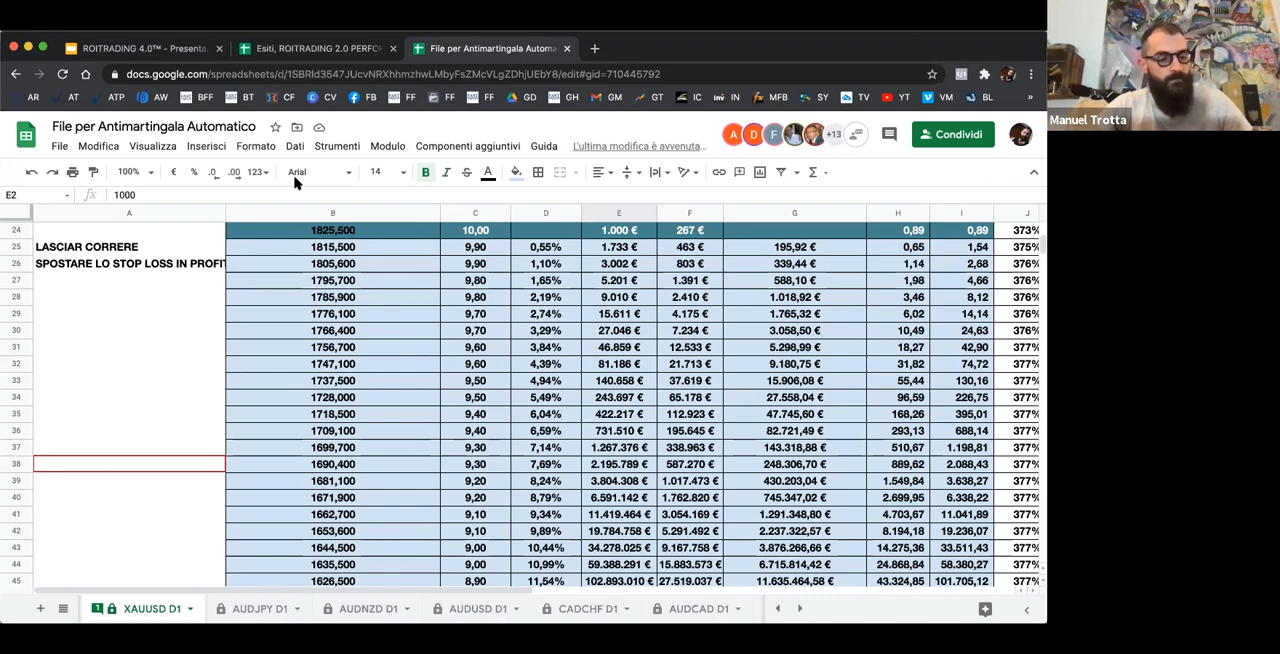 ROITRADING 4.0™ - Presenta.
Esiti, ROITRADING 2.0 PERFO
File per Antimartingala Automa
docs.google.com/spreadsheets/d/1SBRId3547JUcvNRXhhmzhwLMbyFsZMcVLgZDhjUEbY8/edit#gid=710445792
AR AT ATP AW BFF BT CF CV FB FF FF FF GD GH GM GT IC IN MFB SY TV YT VM BL »
File per Antimartingala Automatico
File Modifica Visualizza Inserisci Formato Dati Strumenti Modulo Componenti aggiuntivi Guida L'ultima modifica è avvenuta...
A D F +13 Condividi
100% € % .0 .00 123 Arial 14 B I S A
E2 fx 1000
A B C D E F G H I J
24 1825,500 10,00 1.000 € 267 € 0,89 0,89 373%
25 LASCIAR CORRERE 1815,500 9,90 0,55% 1.733 € 463 € 195,92 € 0,65 1,54 375%
26 SPOSTARE LO STOP LOSS IN PROFIT 1805,600 9,90 1,10% 3.002 € 803 € 339,44 € 1,14 2,68 376%
27 1795,700 9,80 1,65% 5.201 € 1.391 € 588,10 € 1,98 4,66 376%
28 1785,900 9,80 2,19% 9.010 € 2.410 € 1.018,92 € 3,46 8,12 376%
29 1776,100 9,70 2,74% 15.611 € 4.175 € 1.765,32 € 6,02 14,14 376%
30 1766,400 9,70 3,29% 27.046 € 7.234 € 3.058,50 € 10,49 24,63 376%
31 1756,700 9,60 3,84% 46.859 € 12.533 € 5.298,99 € 18,27 42,90 376%
32 1747,100 9,60 4,39% 81.186 € 21.713 € 9.180,75 € 31,82 74,72 377%
33 1737,500 9,50 4,94% 140.658 € 37.619 € 15.906,08 € 55,44 130,16 377%
34 1728,000 9,50 5,49% 243.697 € 65.178 € 27.558,04 € 96,59 226,75 377%
35 1718,500 9,40 6,04% 422.217 € 112.923 € 47.745,60 € 168,26 395,01 377%
36 1709,100 9,40 6,59% 731.510 € 195.645 € 82.721,49 € 293,13 688,14 377%
37 1699,700 9,30 7,14% 1.267.376 € 338.963 € 143.318,88 € 510,67 1.198,81 377%
38 1690,400 9,30 7,69% 2.195.789 € 587.270 € 248.306,70 € 889,62 2.088,43 377%
39 1681,100 9,20 8,24% 3.804.308 € 1.017.473 € 430.203,04 € 1.549,84 3.638,27 377%
40 1671,900 9,20 8,79% 6.591.142 € 1.762.820 € 745.347,02 € 2.699,95 6.338,22 377%
41 1662,700 9,10 9,34% 11.419.464 € 3.054.169 € 1.291.348,80 € 4.703,67 11.041,89 377%
42 1653,600 9,10 9,89% 19.784.758 € 5.291.492 € 2.237.322,57 € 8.194,18 19.236,07 377%
43 1644,500 9,00 10,44% 34.278.025 € 9.167.758 € 3.876.266,66 € 14.275,36 33.511,43 377%
44 1635,500 9,00 10,99% 59.388.291 € 15.883.573 € 6.715.814,42 € 24.868,84 58.380,27 377%
45 1626,500 8,90 11,54% 102.893.010 € 27.519.037 € 11.635.464,58 € 43.324,85 101.705,12 377%
1 XAUUSD D1 AUDJPY D1 AUDNZD D1 AUDUSD D1 CADCHF D1 AUDCAD D1
Manuel Trotta